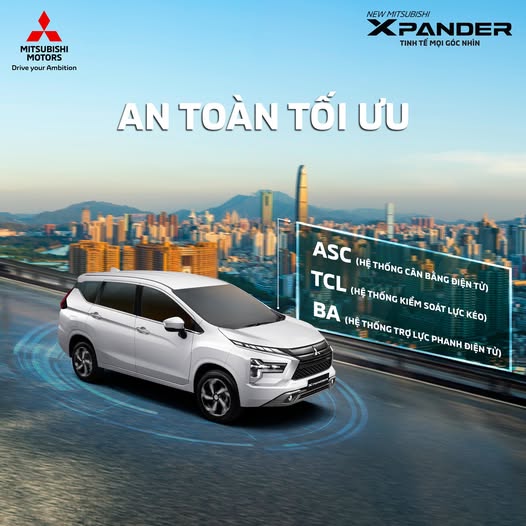 MITSUBISHI
MOTORS
Drive your Ambition
NEW MITSUBISHI
XPANDER
TINH TẾ MỌI GÓC NHÌN
AN TOÀN TỐI ƯU
ASC (HỆ THỐNG CÂN BẰNG ĐIỆN TỬ)
TCL (HỆ THỐNG KIỂM SOÁT LỰC KÉO)
BA (HỆ THỐNG TRỢ LỰC PHANH ĐIỆN TỬ)